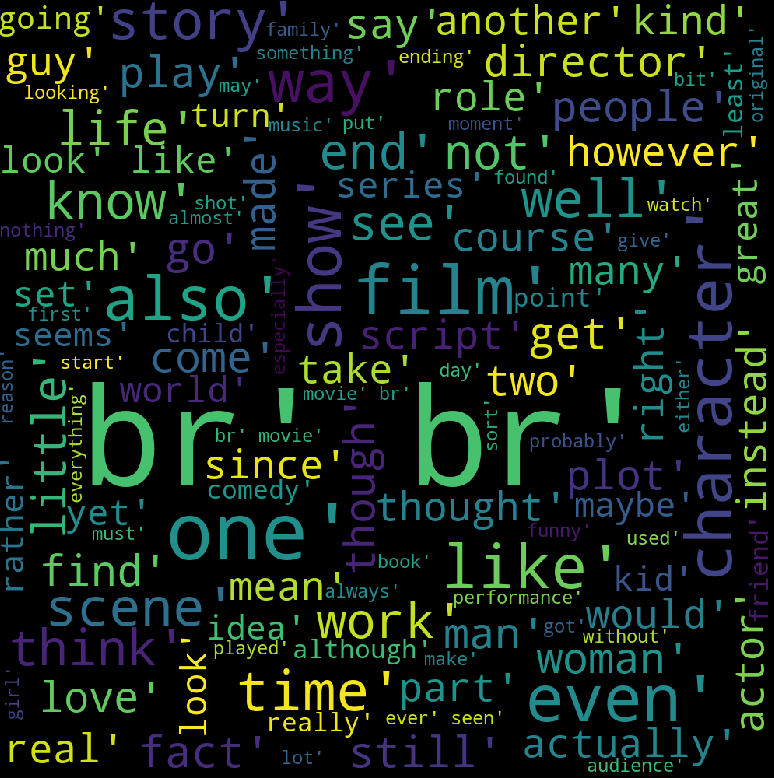 going'
story'
family'
say'
another'
kind'
guy'
play'
something'
ending'
director'
original'
looking'
may'
way'
bit'
role'
people'
least'
life'
turn'
music'
put'
moment'
look'
like'
made'
end'
not'
however'
know'
shot'
almost'
series'
found'
well'
watch'
nothing'
much'
go'
show'
see'
course'
give'
character'
great'
set'
also'
especially'
film'
point'
many'
first'
seems'
child'
script'
get'
right'
reason'
little'
start'
come'
take'
day'
two'
either'
instead'
world'
movie' br'
everything'
br' br'
br' movie'
sort'
probably'
since'
though'
plot'
rather'
yet'
comedy'
thought'
maybe'
must'
one'
funny'
used'
friend'
find'
book'
like'
kid'
mean'
always'
performance'
scene'
idea'
work'
man'
got'
would'
actor'
think'
look'
played'
although'
make'
without'
woman'
girl'
love'
time'
part'
even'
really'
ever' seen'
real'
fact'
lot'
still'
actually'
audience'